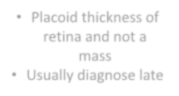 • Placoid thickness of
retina and not a
mass
• Usually diagnose late